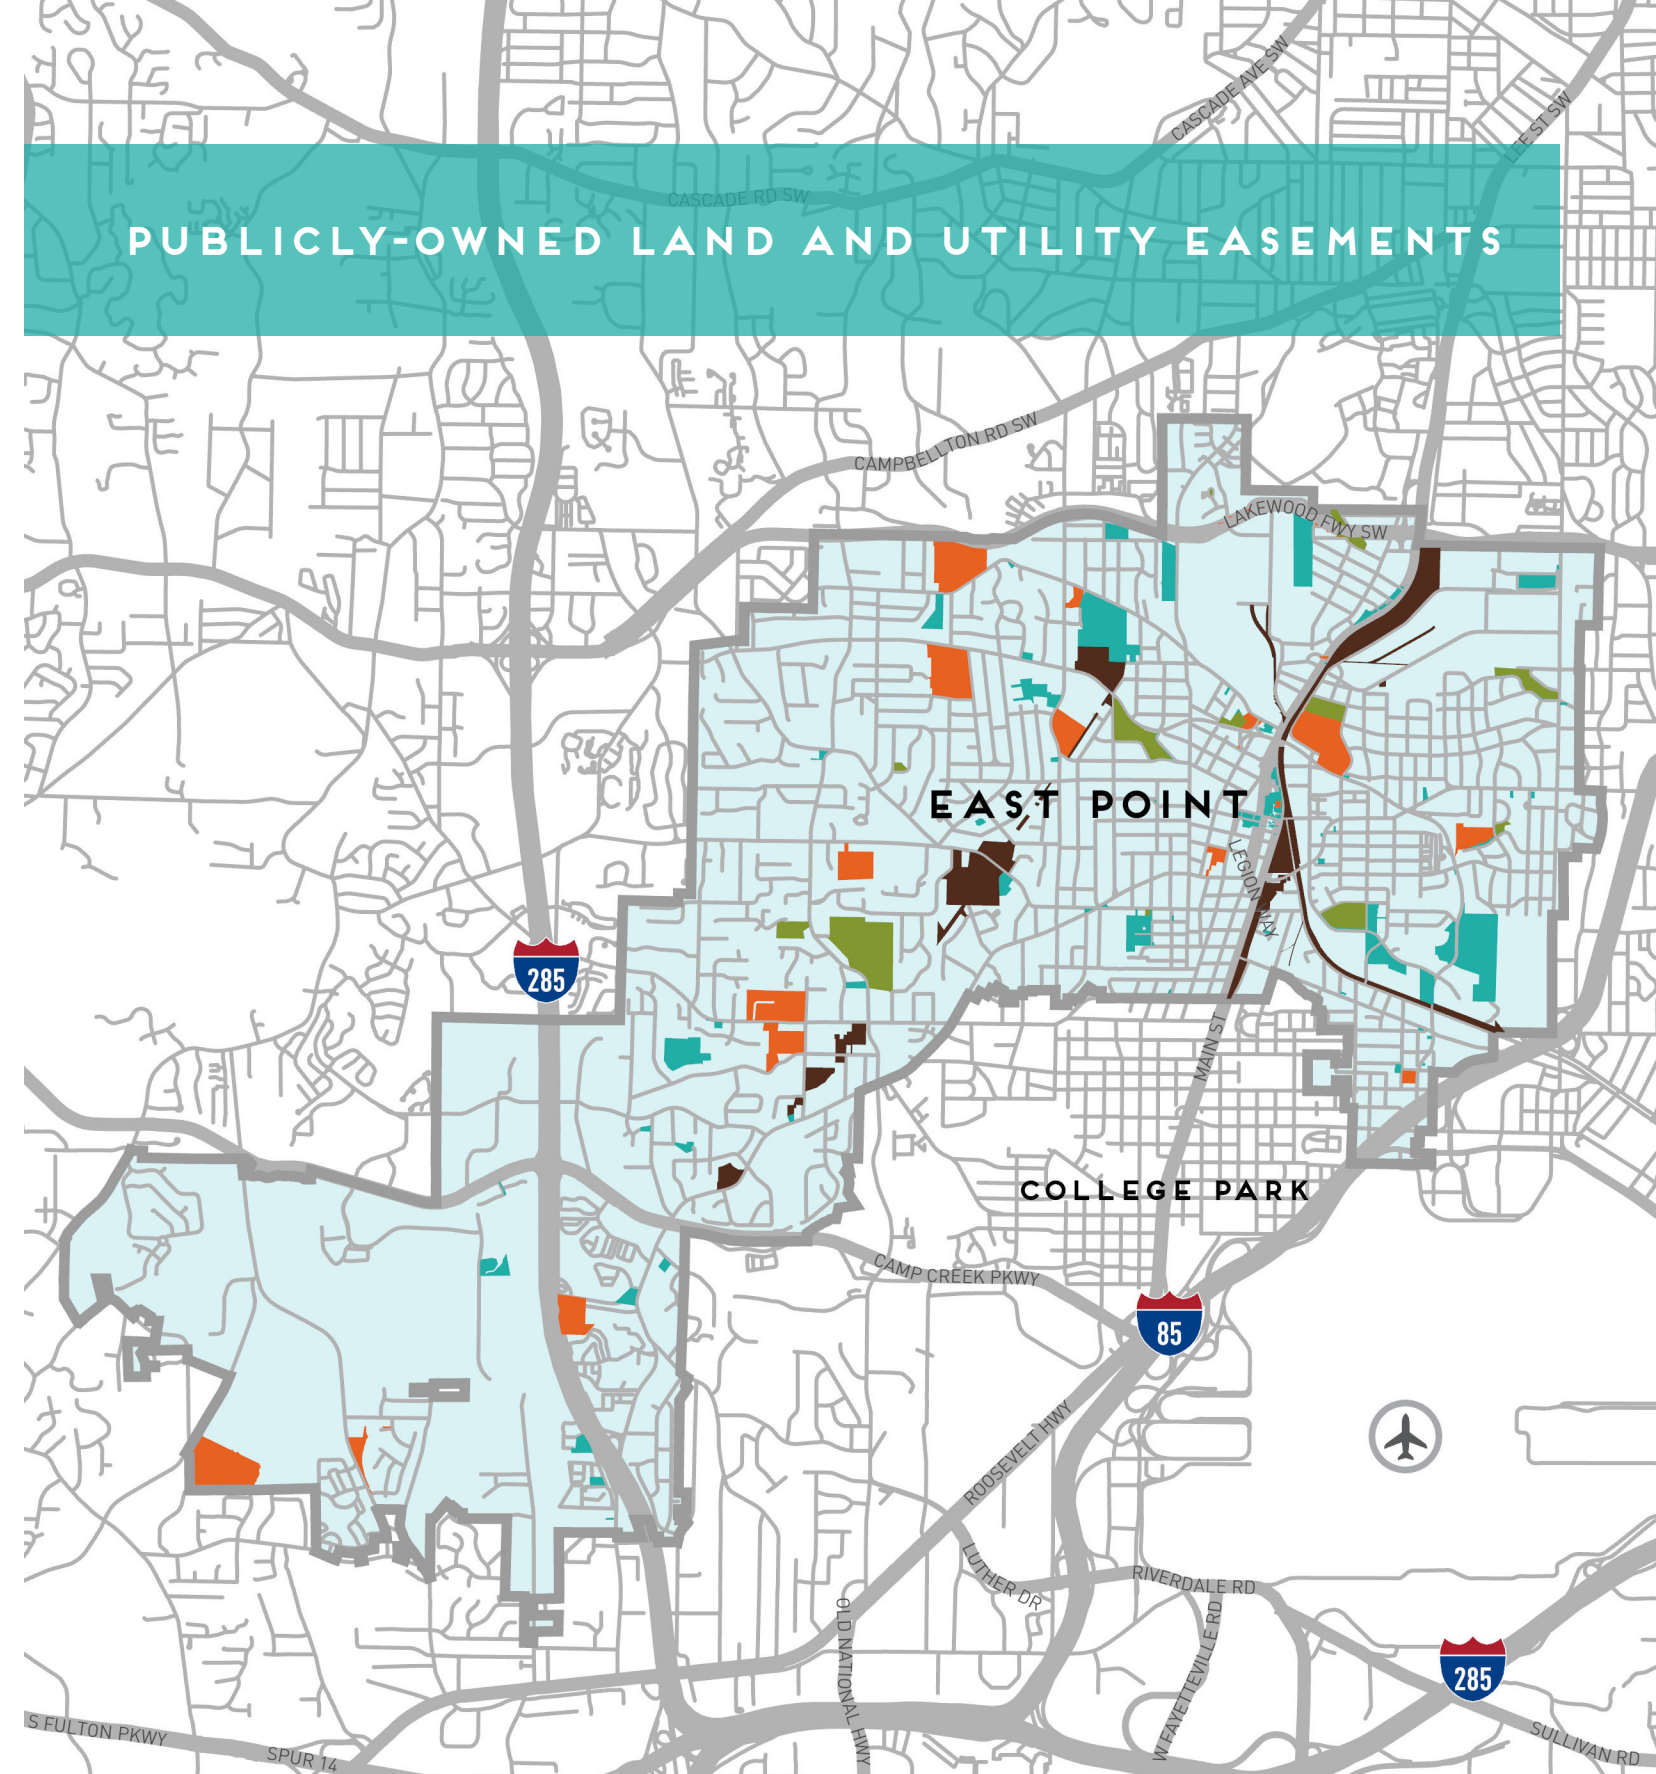 CASCADE AVE SW
LEE ST SW
CASCADE RD SW
PUBLICLY-OWNED LAND AND UTILITY EASEMENTS
CAMPBELLTON RD SW
LAKEWOOD FWY SW
EAST POINT
LEGION WAY
285
MAIN ST
COLLEGE PARK
CAMP CREEK PKWY
85
ROOSEVELT HWY
LUTHER DR
RIVERDALE RD
OLD NATIONAL HWY
W FAYETTEVILLE RD
285
S FULTON PKWY
SPUR 14
SULLIVAN RD